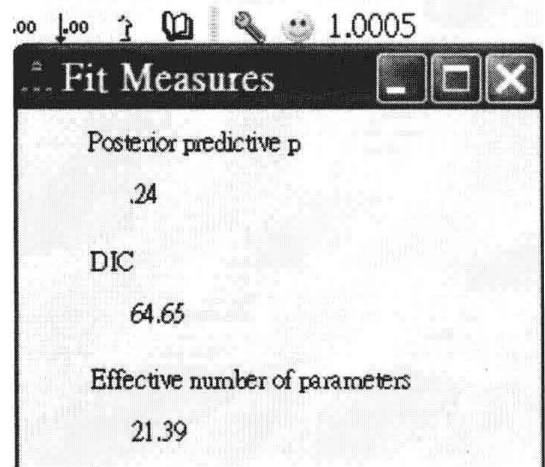 .00 .00 1.0005
Fit Measures
Posterior predictive p
.24
DIC
64.65
Effective number of parameters
21.39